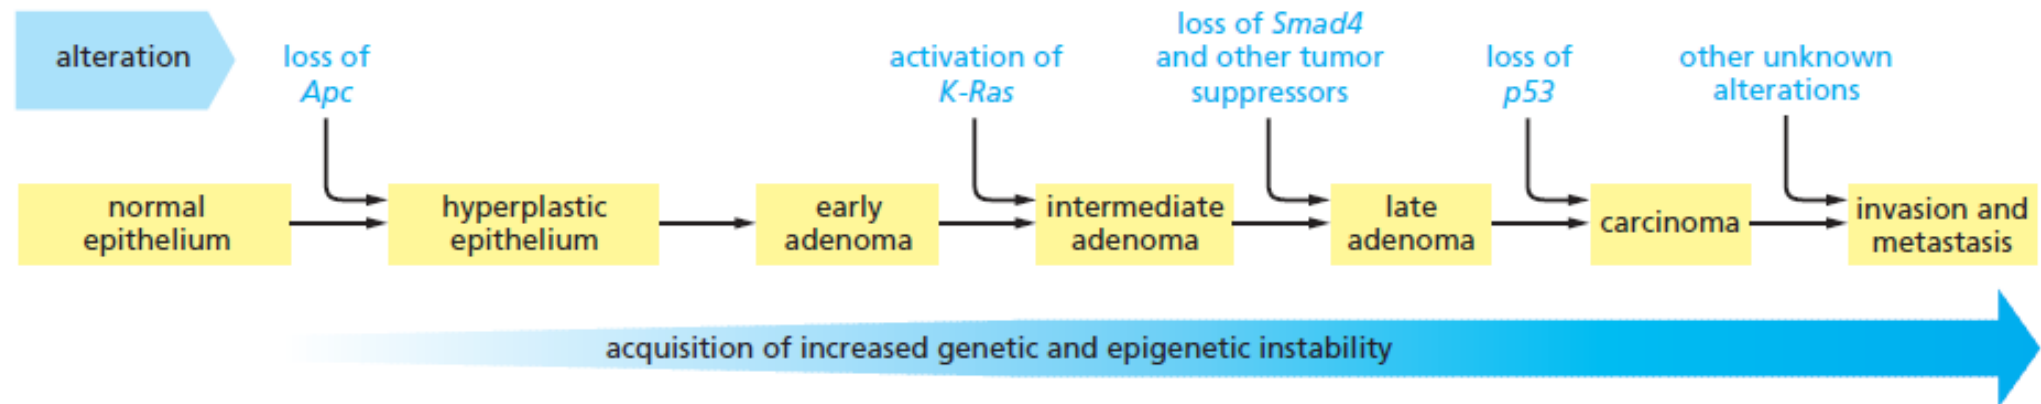 alteration
loss of
Apc
activation of
K-Ras
loss of Smad4
and other tumor
suppressors
loss of
p53
other unknown
alterations
normal
epithelium
hyperplastic
epithelium
early
adenoma
intermediate
adenoma
late
adenoma
carcinoma
invasion and
metastasis
acquisition of increased genetic and epigenetic instability